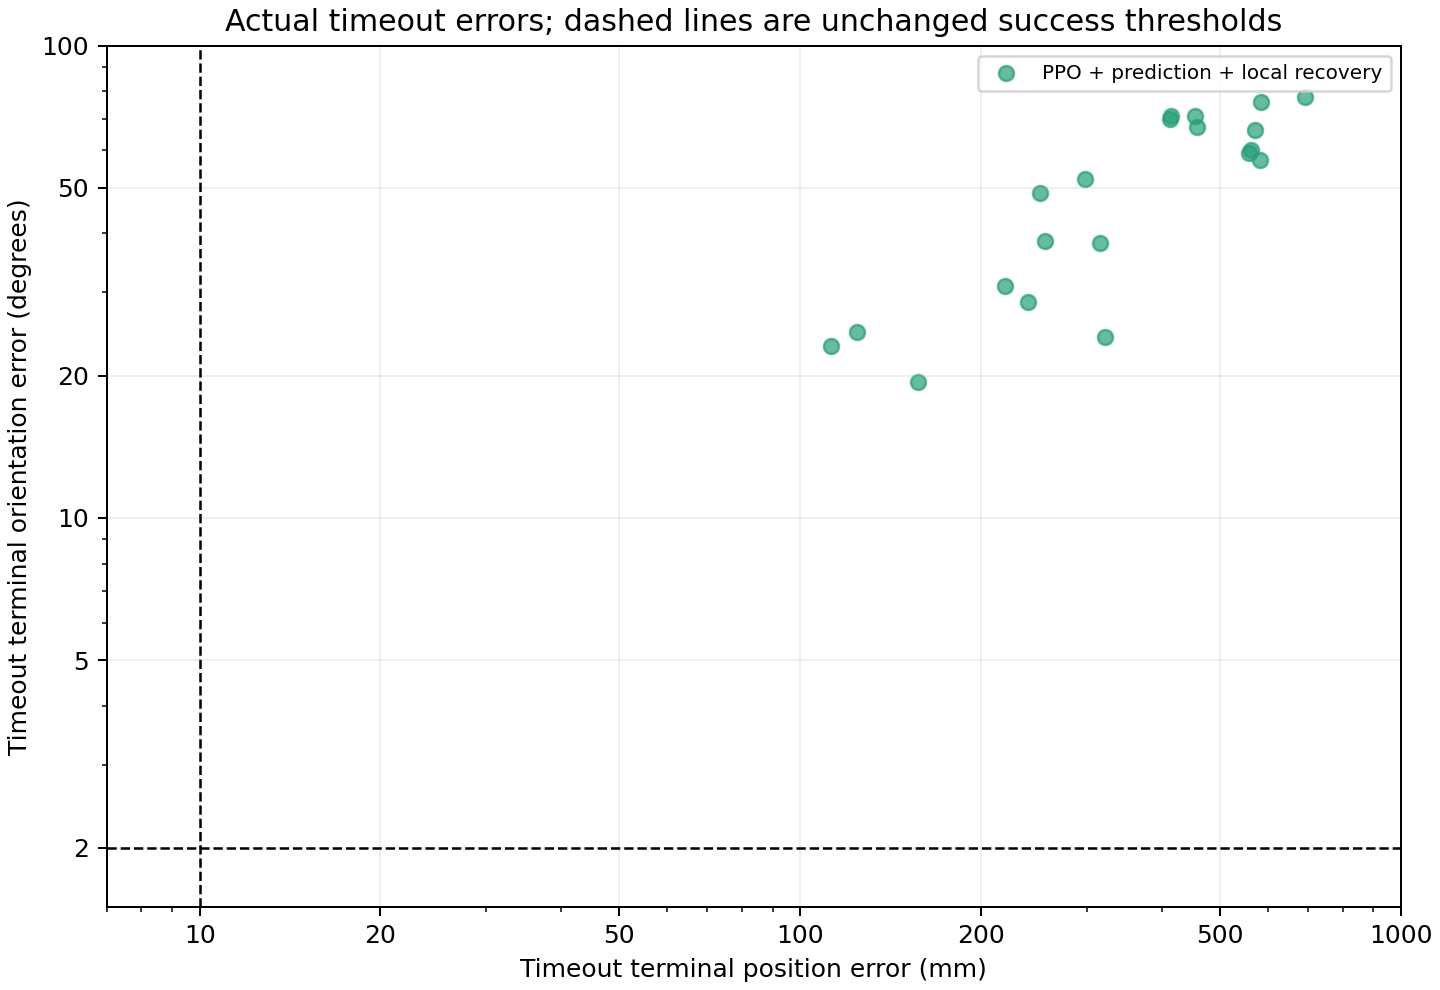 Actual timeout errors; dashed lines are unchanged success thresholds
PPO + prediction + local recovery
Timeout terminal orientation error (degrees)
100
50
20
10
5
2
10 20 50 100 200 500 1000
Timeout terminal position error (mm)